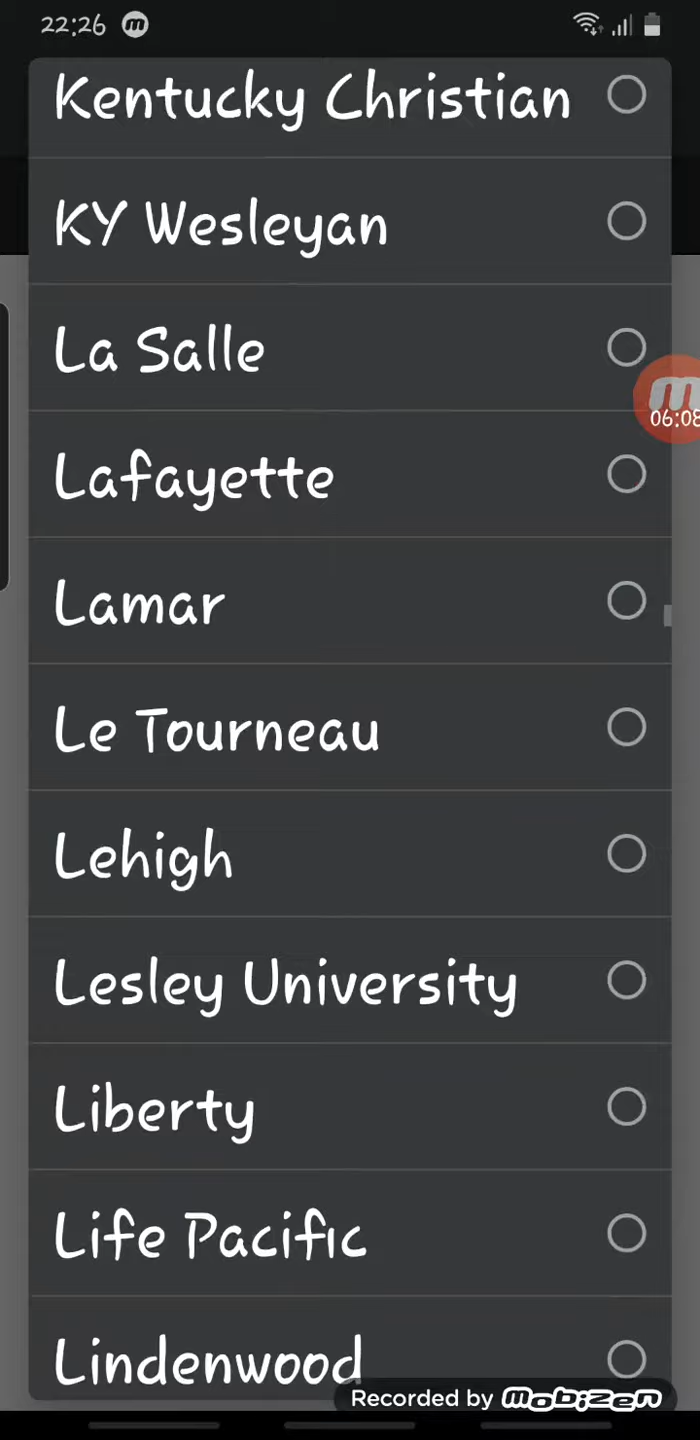 22:26 m
Kentucky Christian
KY Wesleyan
La Salle
m
06:08
Lafayette
Lamar
Le Tourneau
Lehigh
Lesley University
Liberty
Life Pacific
Lindenwood
Recorded by mobizen